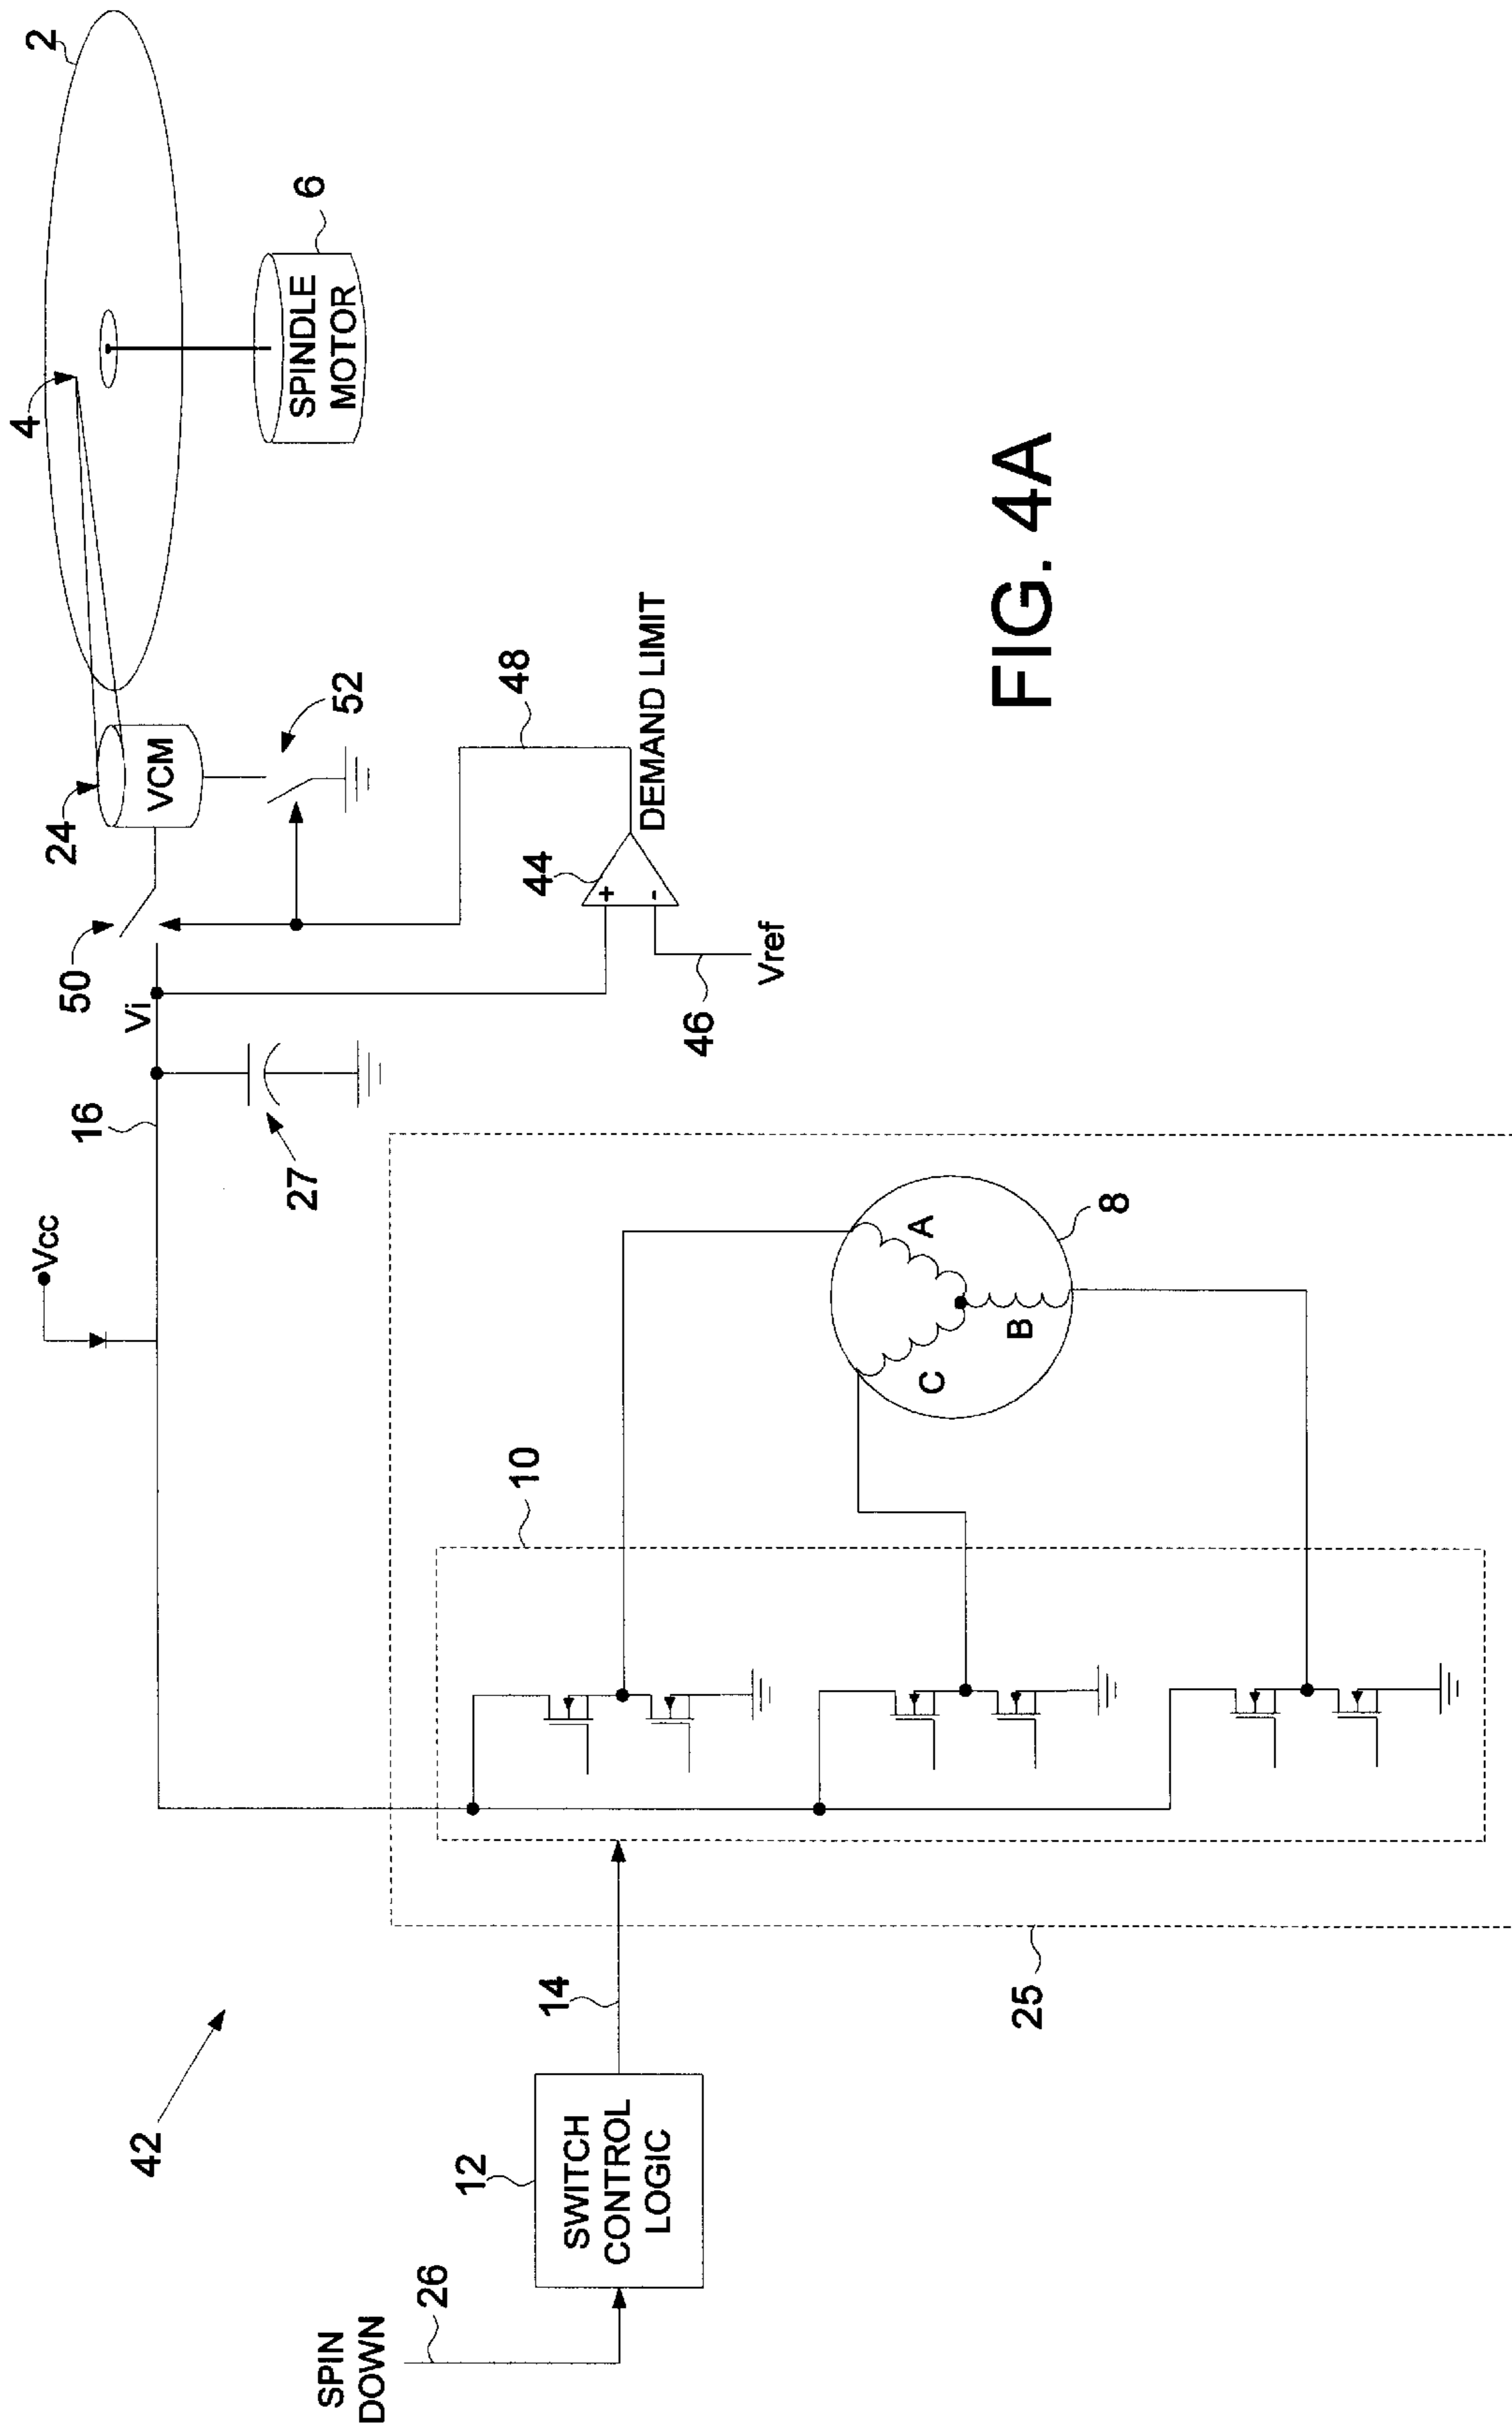 2
4
6
SPINDLE
MOTOR
24
VCM
52
50
48
44
+
-
DEMAND LIMIT
46
Vref
Vi
16
27
Vcc
8
A
B
C
10
25
14
12
SWITCH
CONTROL
LOGIC
42
26
SPIN
DOWN
FIG. 4A